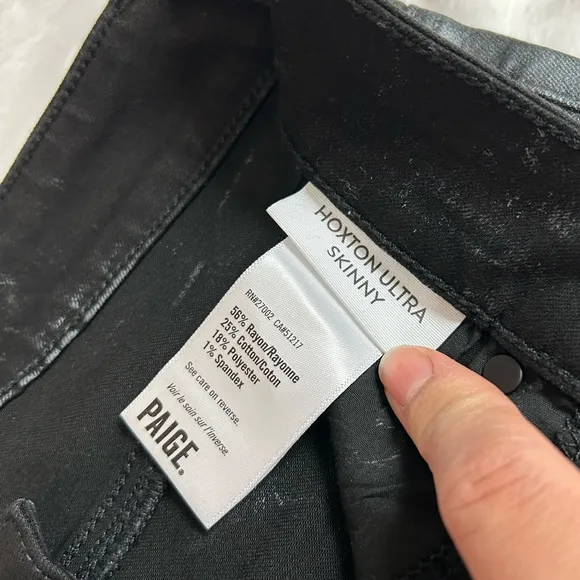 HOXTON ULTRA
SKINNY
RN#27002 CA#51217
56% Rayon/Rayonne
25% Cotton/Coton
18% Polyester
1% Spandex
See care on reverse.
Voir le soin sur l'inverse.
PAIGE®